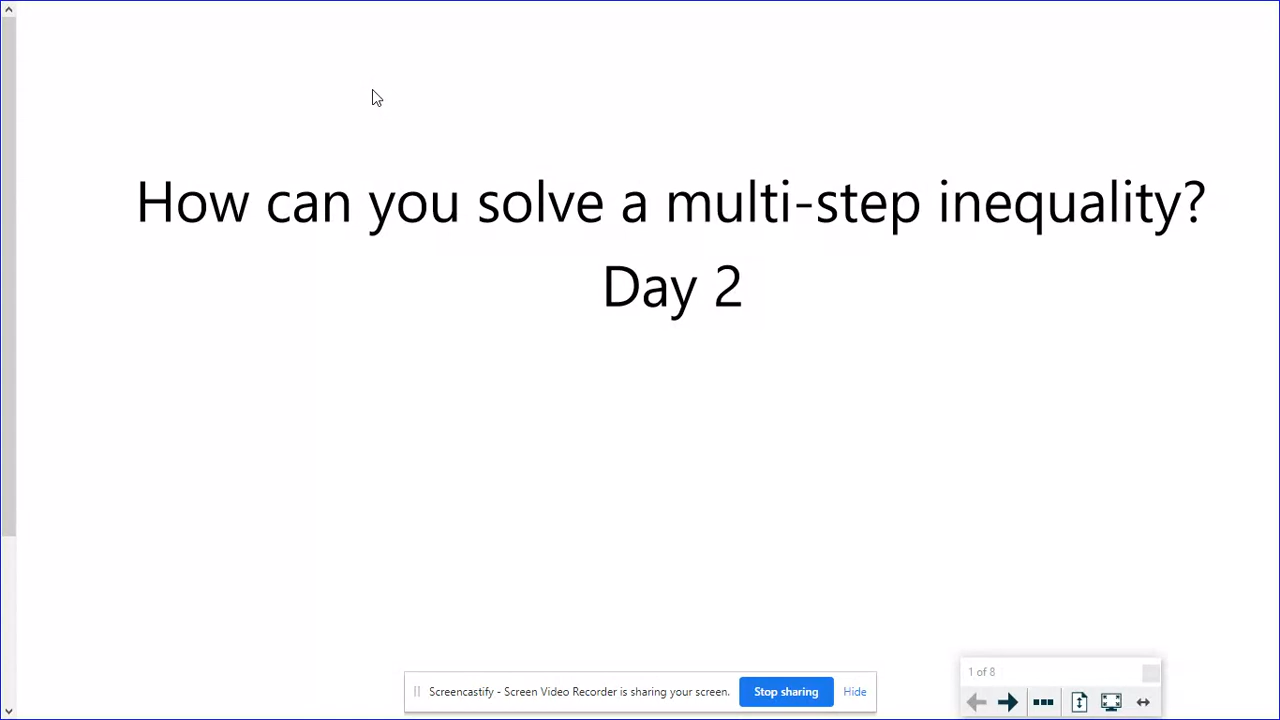 How can you solve a multi-step inequality?
Day 2
1 of 8
Screencastify - Screen Video Recorder is sharing your screen. Stop sharing Hide